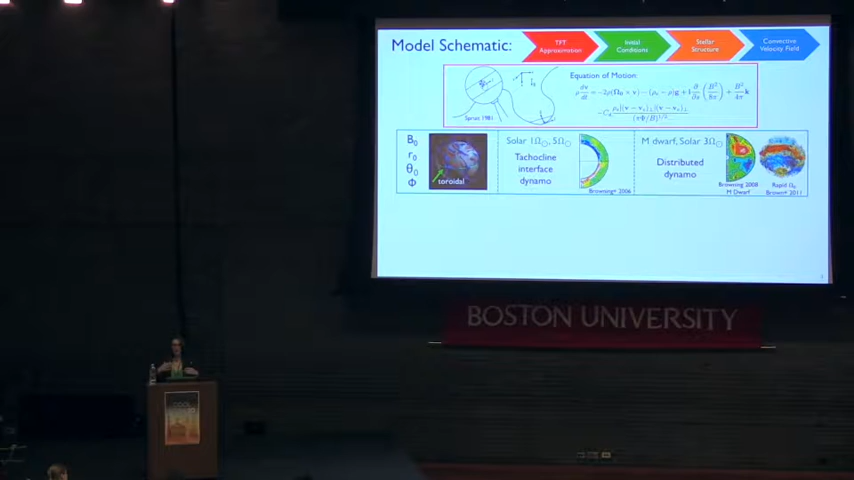 Model Schematic:
TFT
Approximation
Initial
Conditions
Stellar
Structure
Convective
Velocity Field
Spruit 1981
Equation of Motion:
B₀
r₀
θ₀
Φ
toroidal
Solar 1Ω⊙, 5Ω⊙
Tachocline
interface
dynamo
Browning+ 2006
M dwarf, Solar 3Ω⊙
Distributed
dynamo
Browning 2008
M Dwarf
Rapid Ω⊙
Brown+ 2011
BOSTON UNIVERSITY
COOL